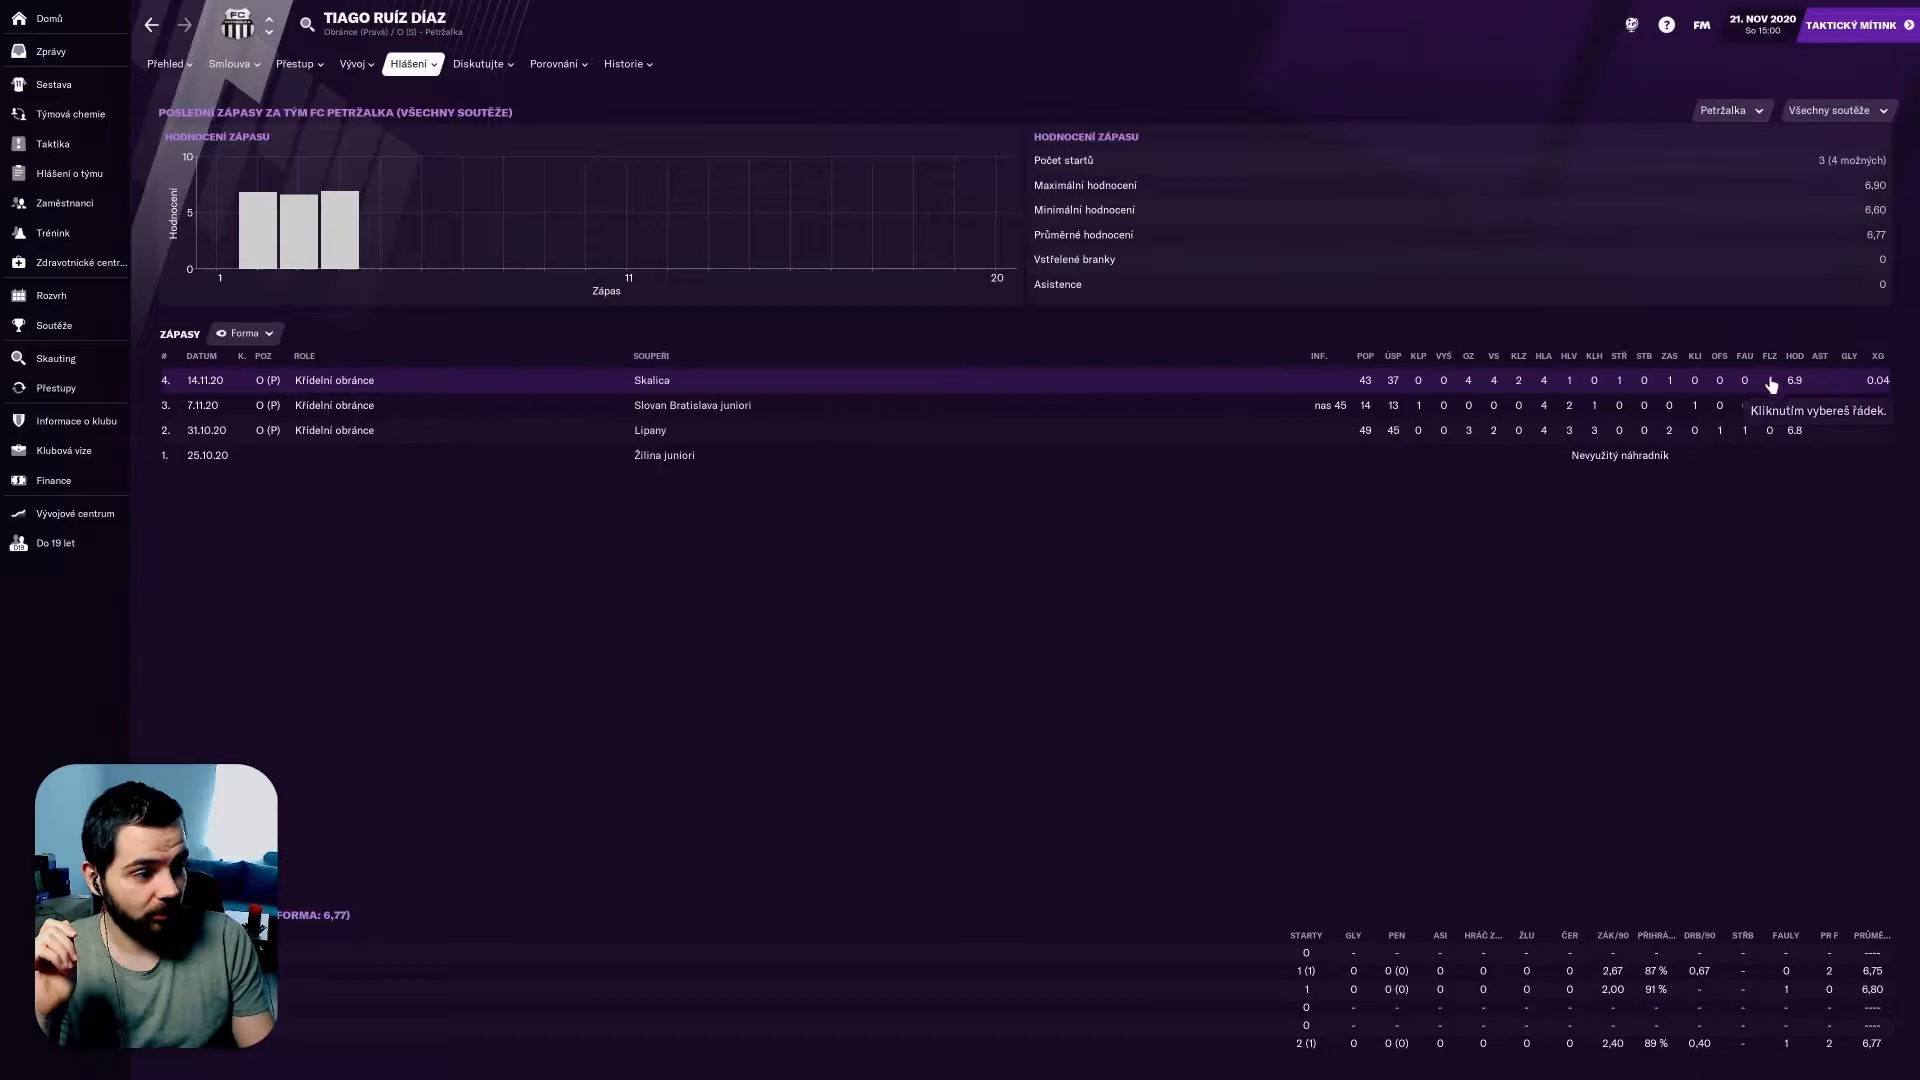 Domů
Zprávy
Sestava
Týmová chemie
Taktika
Hlášení o týmu
Zaměstnanci
Trénink
Zdravotnické centr...
Rozvrh
Soutěže
Skauting
Přestupy
Informace o klubu
Klubová vize
Finance
Vývojové centrum
Do 19 let
FC
TIAGO RUÍZ DÍAZ
Obránce (Pravá) / O (S) - Petržalka
FM
21. NOV 2020
So 15:00
TAKTICKÝ MÍTINK
Přehled Smlouva Přestup Vývoj Hlášení Diskutujte Porovnání Historie
POSLEDNÍ ZÁPASY ZA TÝM FC PETRŽALKA (VŠECHNY SOUTĚŽE)
Petržalka Všechny soutěže
HODNOCENÍ ZÁPASU
10
5
0
Hodnocení
1 11 20
Zápas
HODNOCENÍ ZÁPASU
Počet startů 3 (4 možných)
Maximální hodnocení 6,90
Minimální hodnocení 6,60
Průměrné hodnocení 6,77
Vstřelené branky 0
Asistence 0
ZÁPASY Forma
# DATUM K. POZ ROLE SOUPEŘI INF. POP ÚSP KLP VYŠ OZ VS KLZ HLA HLV KLH STŘ STB ZAS KLI OFS FAU FLZ HOD AST GLY XG
4. 14.11.20 O (P) Křídelní obránce Skalica 43 37 0 0 4 4 2 4 1 0 1 0 1 0 0 0 6.9 0.04
3. 7.11.20 O (P) Křídelní obránce Slovan Bratislava juniori nas 45 14 13 1 0 0 0 0 4 2 1 0 0 0 1 0
Kliknutím vybereš řádek.
2. 31.10.20 O (P) Křídelní obránce Lipany 49 45 0 0 3 2 0 4 3 3 0 0 2 0 1 1 0 6.8
1. 25.10.20 Žilina juniori Nevyužitý náhradník
FORMA: 6,77)
STARTY GLY PEN ASI HRÁČ Z... ŽLU ČER ZÁK/90 PŘIHRÁ... DRB/90 STŘB FAULY PR F PRŮMĚ...
0 - - - - - - - - - - - - ----
1 (1) 0 0 (0) 0 0 0 0 2,67 87 % 0,67 - 0 2 6,75
1 0 0 (0) 0 0 0 0 2,00 91 % - - 1 0 6,80
0 - - - - - - - - - - - - ----
0 - - - - - - - - - - - - ----
2 (1) 0 0 (0) 0 0 0 0 2,40 89 % 0,40 - 1 2 6,77